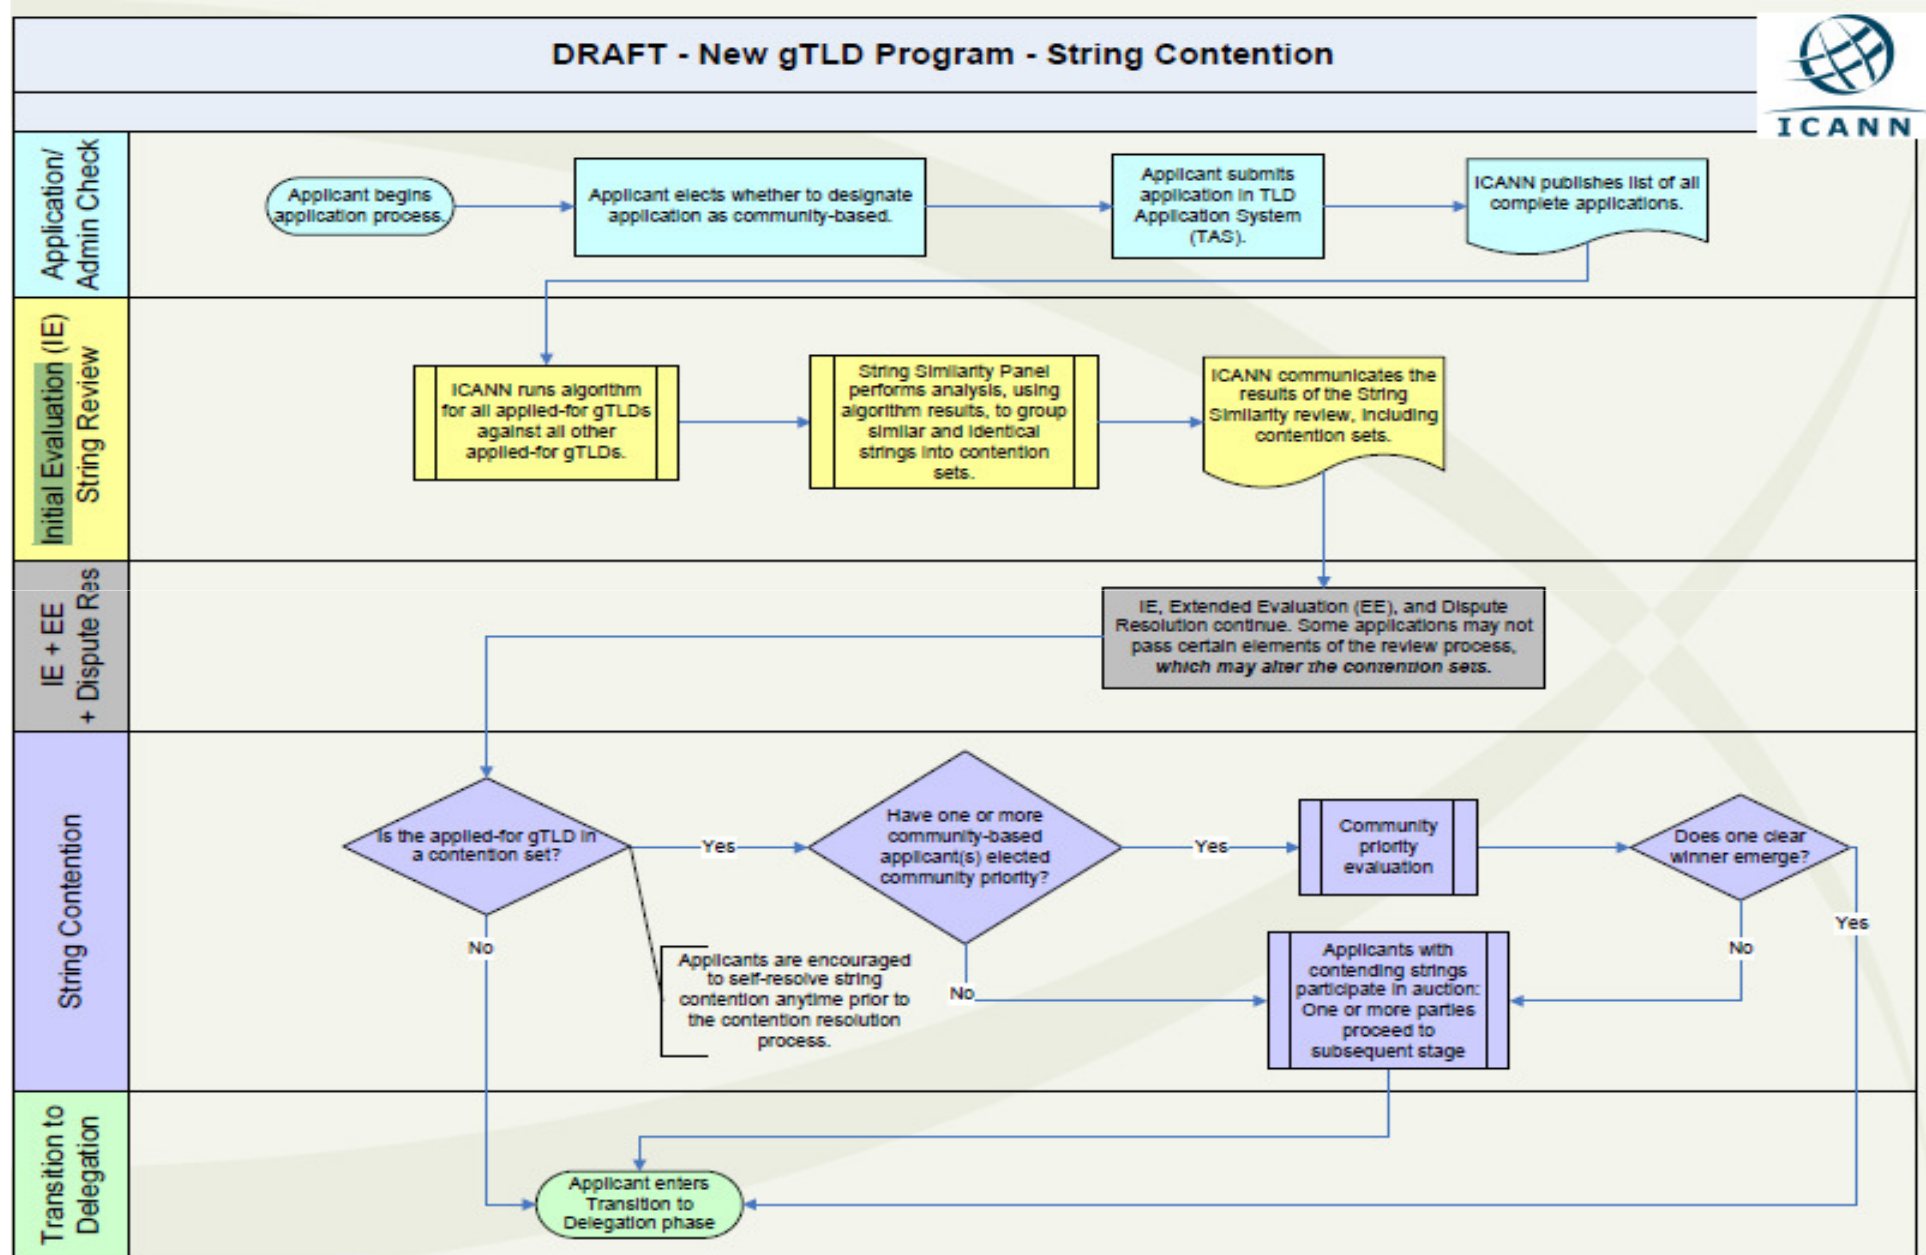 DRAFT - New gTLD Program - String Contention
ICANN
Application/
Admin Check
Applicant begins
application process.
Applicant elects whether to designate
application as community-based.
Applicant submits
application in TLD
Application System
(TAS).
ICANN publishes list of all
complete applications.
Initial Evaluation (IE)
String Review
ICANN runs algorithm
for all applied-for gTLDs
against all other
applied-for gTLDs.
String Similarity Panel
performs analysis, using
algorithm results, to group
similar and identical
strings into contention
sets.
ICANN communicates the
results of the String
Similarity review, including
contention sets.
IE + EE
+ Dispute Res
IE, Extended Evaluation (EE), and Dispute
Resolution continue. Some applications may not
pass certain elements of the review process,
which may alter the contention sets.
String Contention
Is the applied-for gTLD in
a contention set?
Yes
Have one or more
community-based
applicant(s) elected
community priority?
Yes
Community
priority
evaluation
Does one clear
winner emerge?
Yes
No
No
No
Applicants are encouraged
to self-resolve string
contention anytime prior to
the contention resolution
process.
Applicants with
contending strings
participate in auction:
One or more parties
proceed to
subsequent stage
Transition to
Delegation
Applicant enters
Transition to
Delegation phase